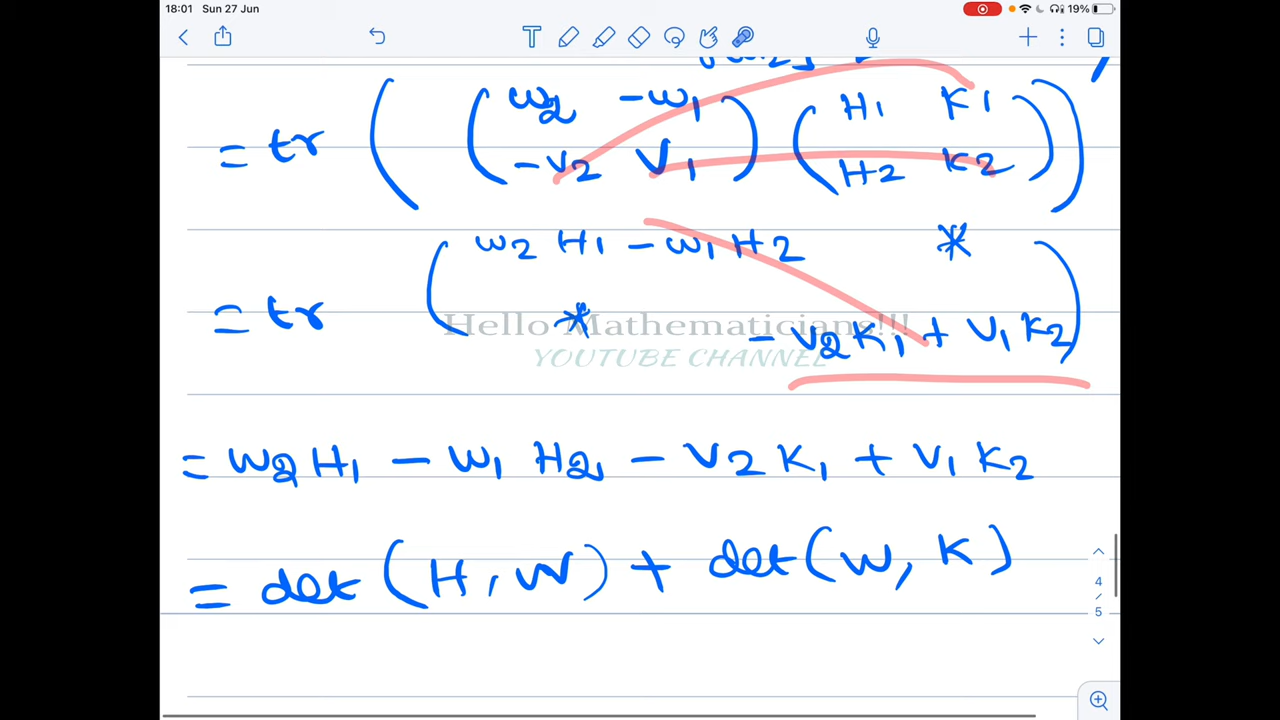 18:01 Sun 27 Jun 19%
= tr ( ( w2 -w1 ) ( H1 K1 ) )
-v2 v1 H2 K2
= tr ( w2 H1 - w1 H2 *
* - v2 K1 + v1 K2 )
Hello Mathematicians!!!
YOUTUBE CHANNEL
= w2 H1 - w1 H2 - v2 K1 + v1 K2
= det (H, W) + det (W, K)
4
5